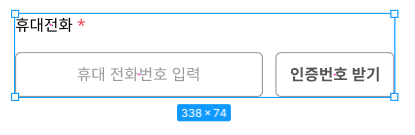 휴대전화 *
휴대 전화번호 입력
인증번호 받기
338 × 74